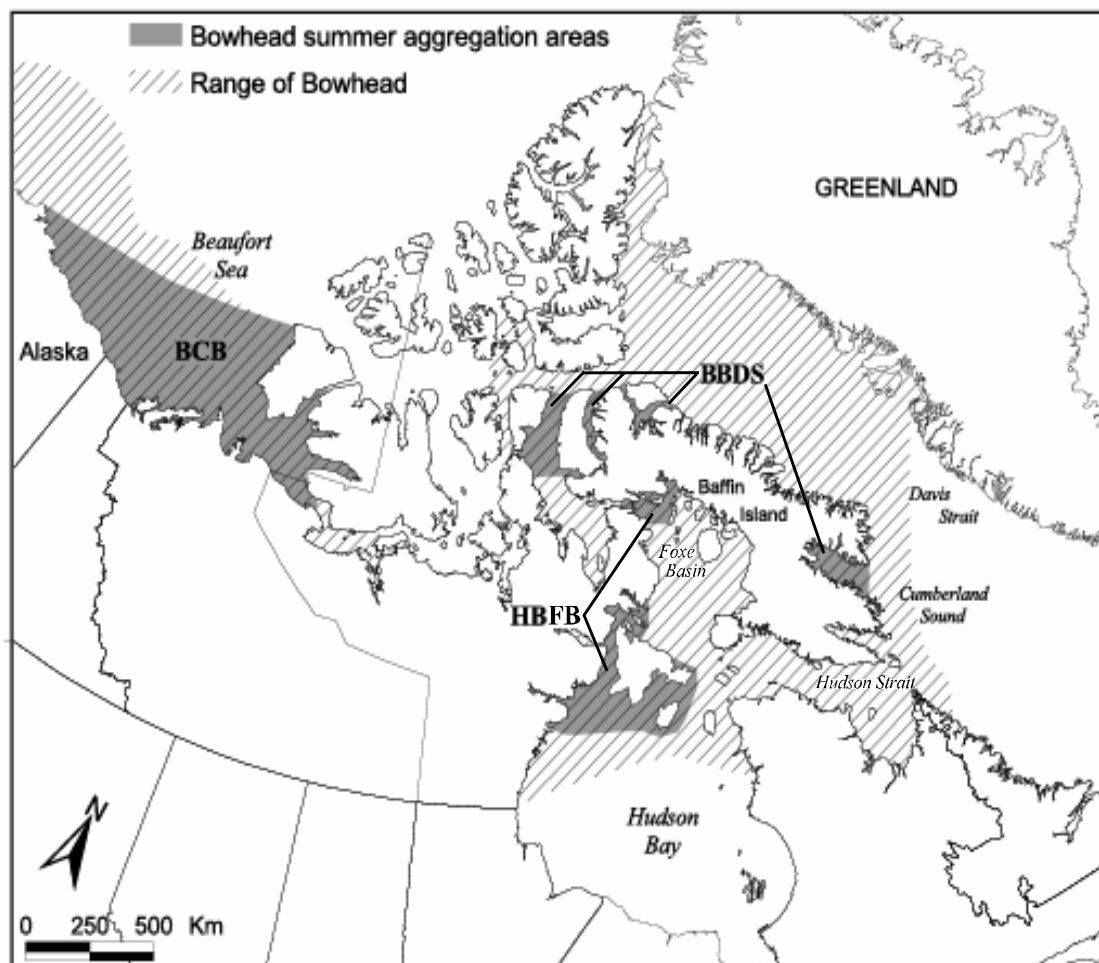 Bowhead summer aggregation areas
Range of Bowhead
GREENLAND
Beaufort
Sea
Alaska
BCB
BBDS
Baffin
Island
Davis
Strait
Foxe
Basin
Cumberland
Sound
HBFB
Hudson Strait
Hudson
Bay
N
0 250 500 Km